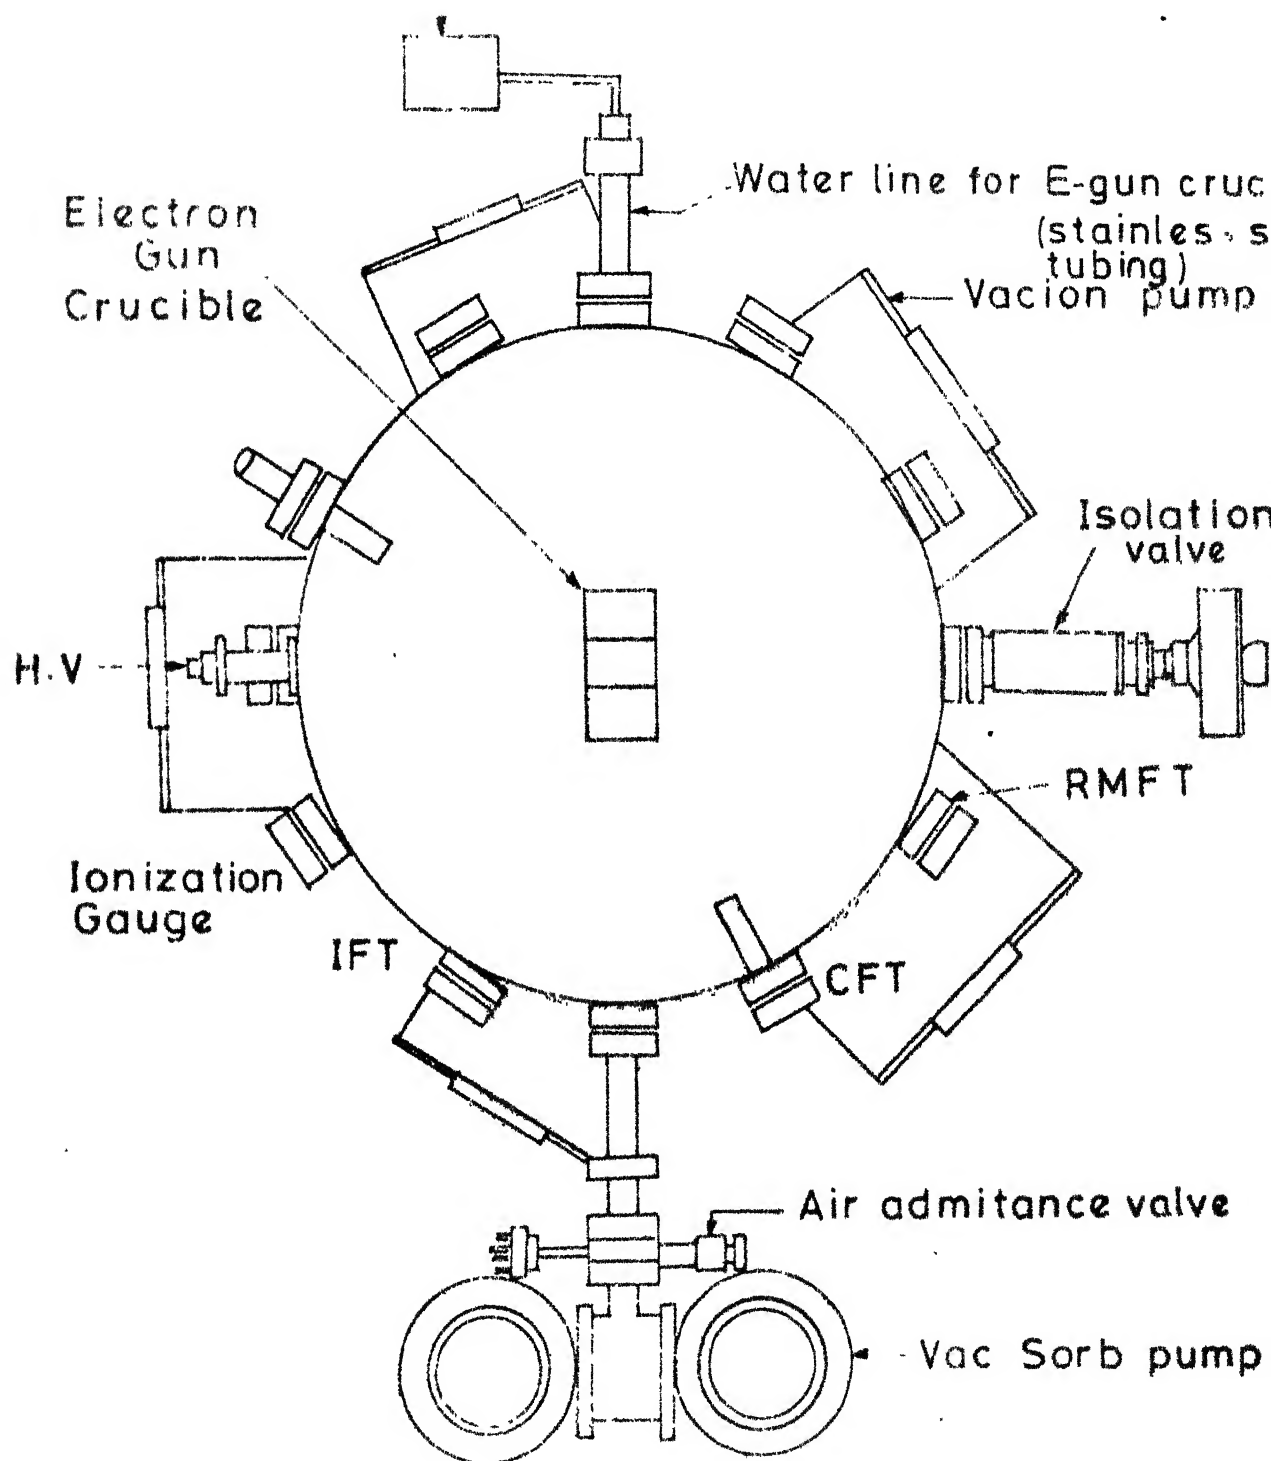 Water line for E-gun cruc
(stainles. s
tubing)
Electron
Gun
Crucible
Vacion pump
Isolation
valve
H.V
RMFT
Ionization
Gauge
IFT
CFT
Air admitance valve
Vac Sorb pump